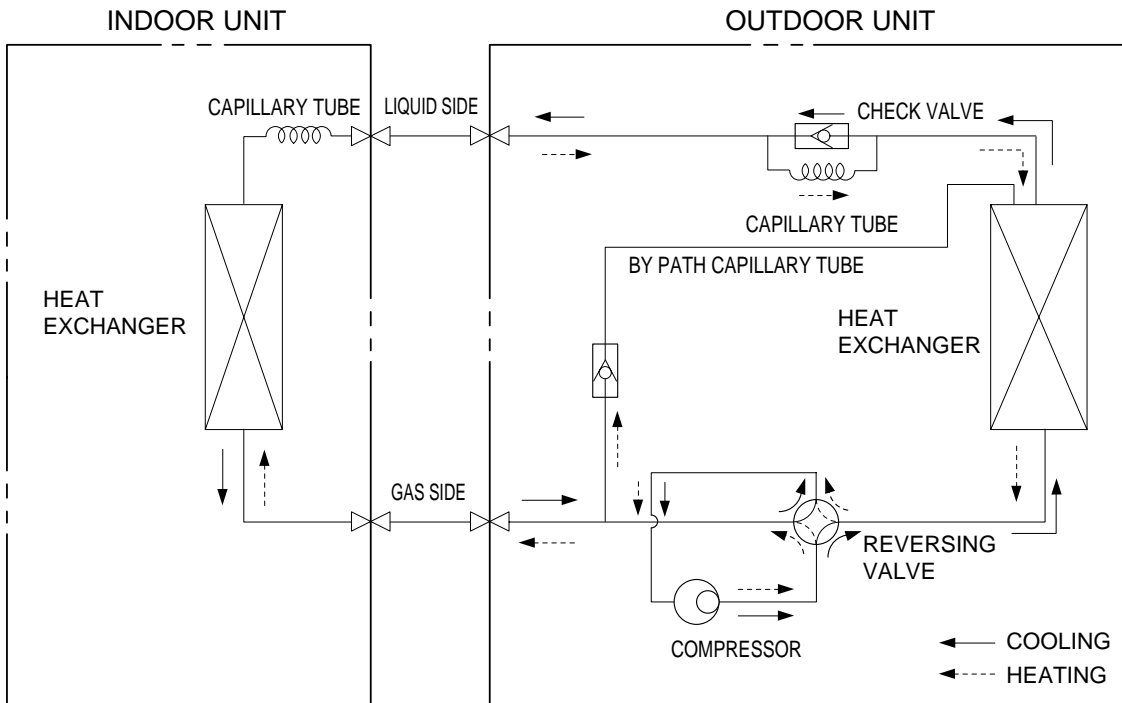 INDOOR UNIT
OUTDOOR UNIT
CAPILLARY TUBE
LIQUID SIDE
CHECK VALVE
CAPILLARY TUBE
BY PATH CAPILLARY TUBE
HEAT
EXCHANGER
HEAT
EXCHANGER
GAS SIDE
REVERSING
VALVE
COMPRESSOR
COOLING
HEATING